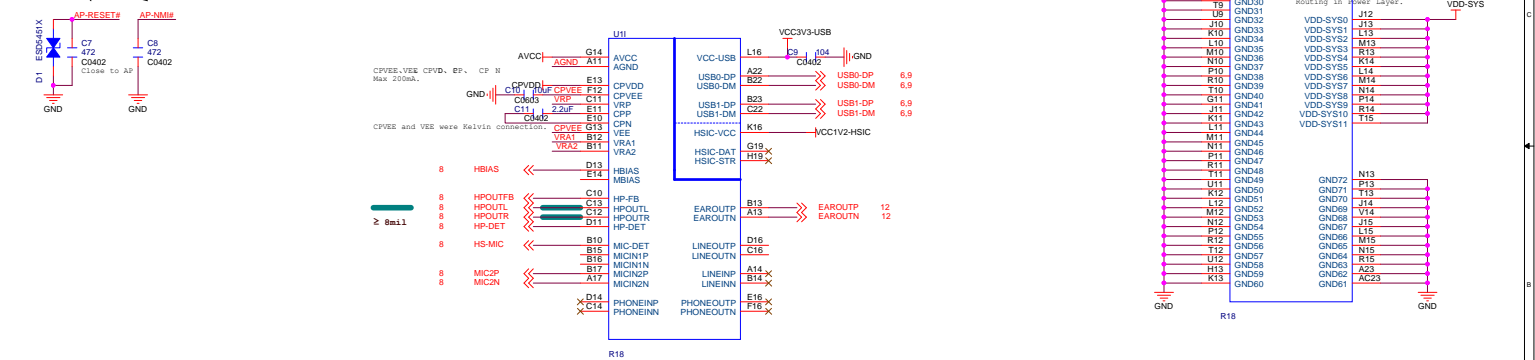 AP-RESET#
AP-NMI#
ESD5451X
D1
C7
472
C0402
Close to AP
C8
472
C0402
GND
GND
U1I
VCC3V3-USB
AVCC
G14 AVCC
AGND A11 AGND
CPVDD E13 CPVDD
GND C10 10uF CPVEE F12 CPVEE
C0603 VRP C11 VRP
C11 2.2uF E11 CPP
C0402 E10 CPN
CPVEE G13 VEE
VRA1 B12 VRA1
VRA2 B11 VRA2
Max 200mA.
CPVEE and VEE were Kelvin connection.
8 HBIAS D13 HBIAS
E14 MBIAS
8 HPOUTFB C10 HP-FB
8 HPOUTL C13 HPOUTL
8 HPOUTR C12 HPOUTR
≥ 8mil
D11 HP-DET
8 HP-DET
8 HS-MIC B10 MIC-DET
B15 MICIN1P
B16 MICIN1N
8 MIC2P B17 MICIN2P
8 MIC2N A17 MICIN2N
D14 PHONEINP
C14 PHONEINN
VCC-USB L16 C9 104 GND
C0402
USB0-DP A22 USB0-DP 6,9
USB0-DM B22 USB0-DM 6,9
USB1-DP B23 USB1-DP 6,9
USB1-DM C22 USB1-DM 6,9
HSIC-VCC K16 VCC1V2-HSIC
HSIC-DAT G19
HSIC-STR H19
EAROUTP B13 EAROUTP 12
EAROUTN A13 EAROUTN 12
LINEOUTP D16
LINEOUTN C16
LINEINP A14
LINEINN B14
PHONEOUTP E16
PHONEOUTN F16
R18
Routing in Power Layer.
VDD-SYS
GND30
T9 GND31
U9 GND32
J10 GND33
K10 GND34
L10 GND35
M10 GND36
N10 GND37
P10 GND38
R10 GND39
T10 GND40
G11 GND41
J11 GND42
K11 GND43
L11 GND44
M11 GND45
N11 GND46
P11 GND47
R11 GND48
T11 GND49
U11 GND50
K12 GND51
L12 GND52
M12 GND53
N12 GND54
P12 GND55
R12 GND56
T12 GND57
U12 GND58
H13 GND59
K13 GND60
VDD-SYS0 J12
VDD-SYS1 J13
VDD-SYS2 L13
VDD-SYS3 M13
VDD-SYS4 R13
VDD-SYS5 K14
VDD-SYS6 L14
VDD-SYS7 M14
VDD-SYS8 N14
VDD-SYS9 P14
VDD-SYS10 R14
VDD-SYS11 T15
GND72 N13
GND71 P13
GND70 T13
GND69 J14
GND68 V14
GND67 J15
GND66 L15
GND65 M15
GND64 N15
GND63 R15
GND62 A23
GND61 AC23
GND
GND
R18
C
B